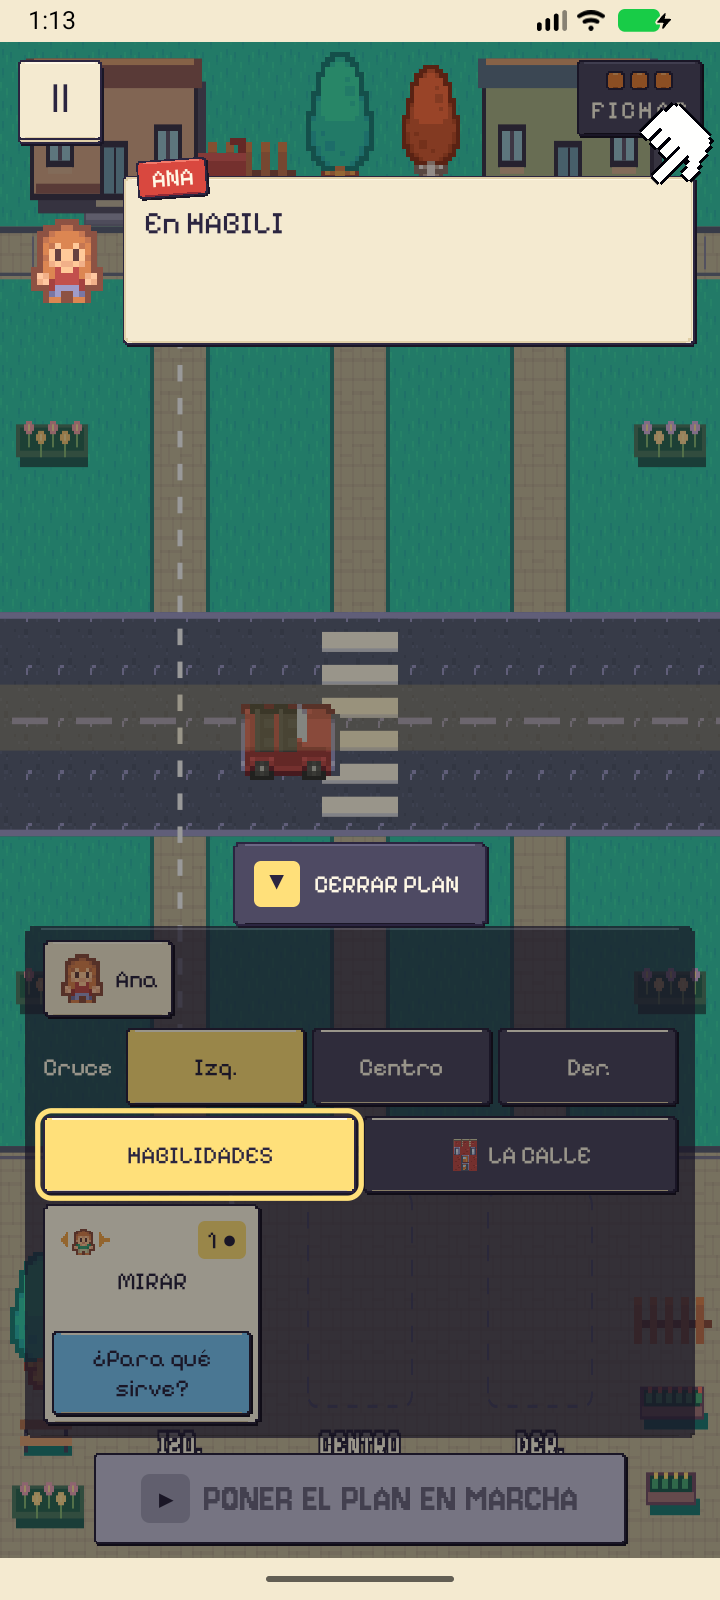 1:13
FICHAS
ANA
En HABILI
CERRAR PLAN
Ana
Cruce
Izq.
Centro
Der.
HABILIDADES
LA CALLE
1
MIRAR
¿Para qué
sirve?
IZQ.
CENTRO
DER.
PONER EL PLAN EN MARCHA